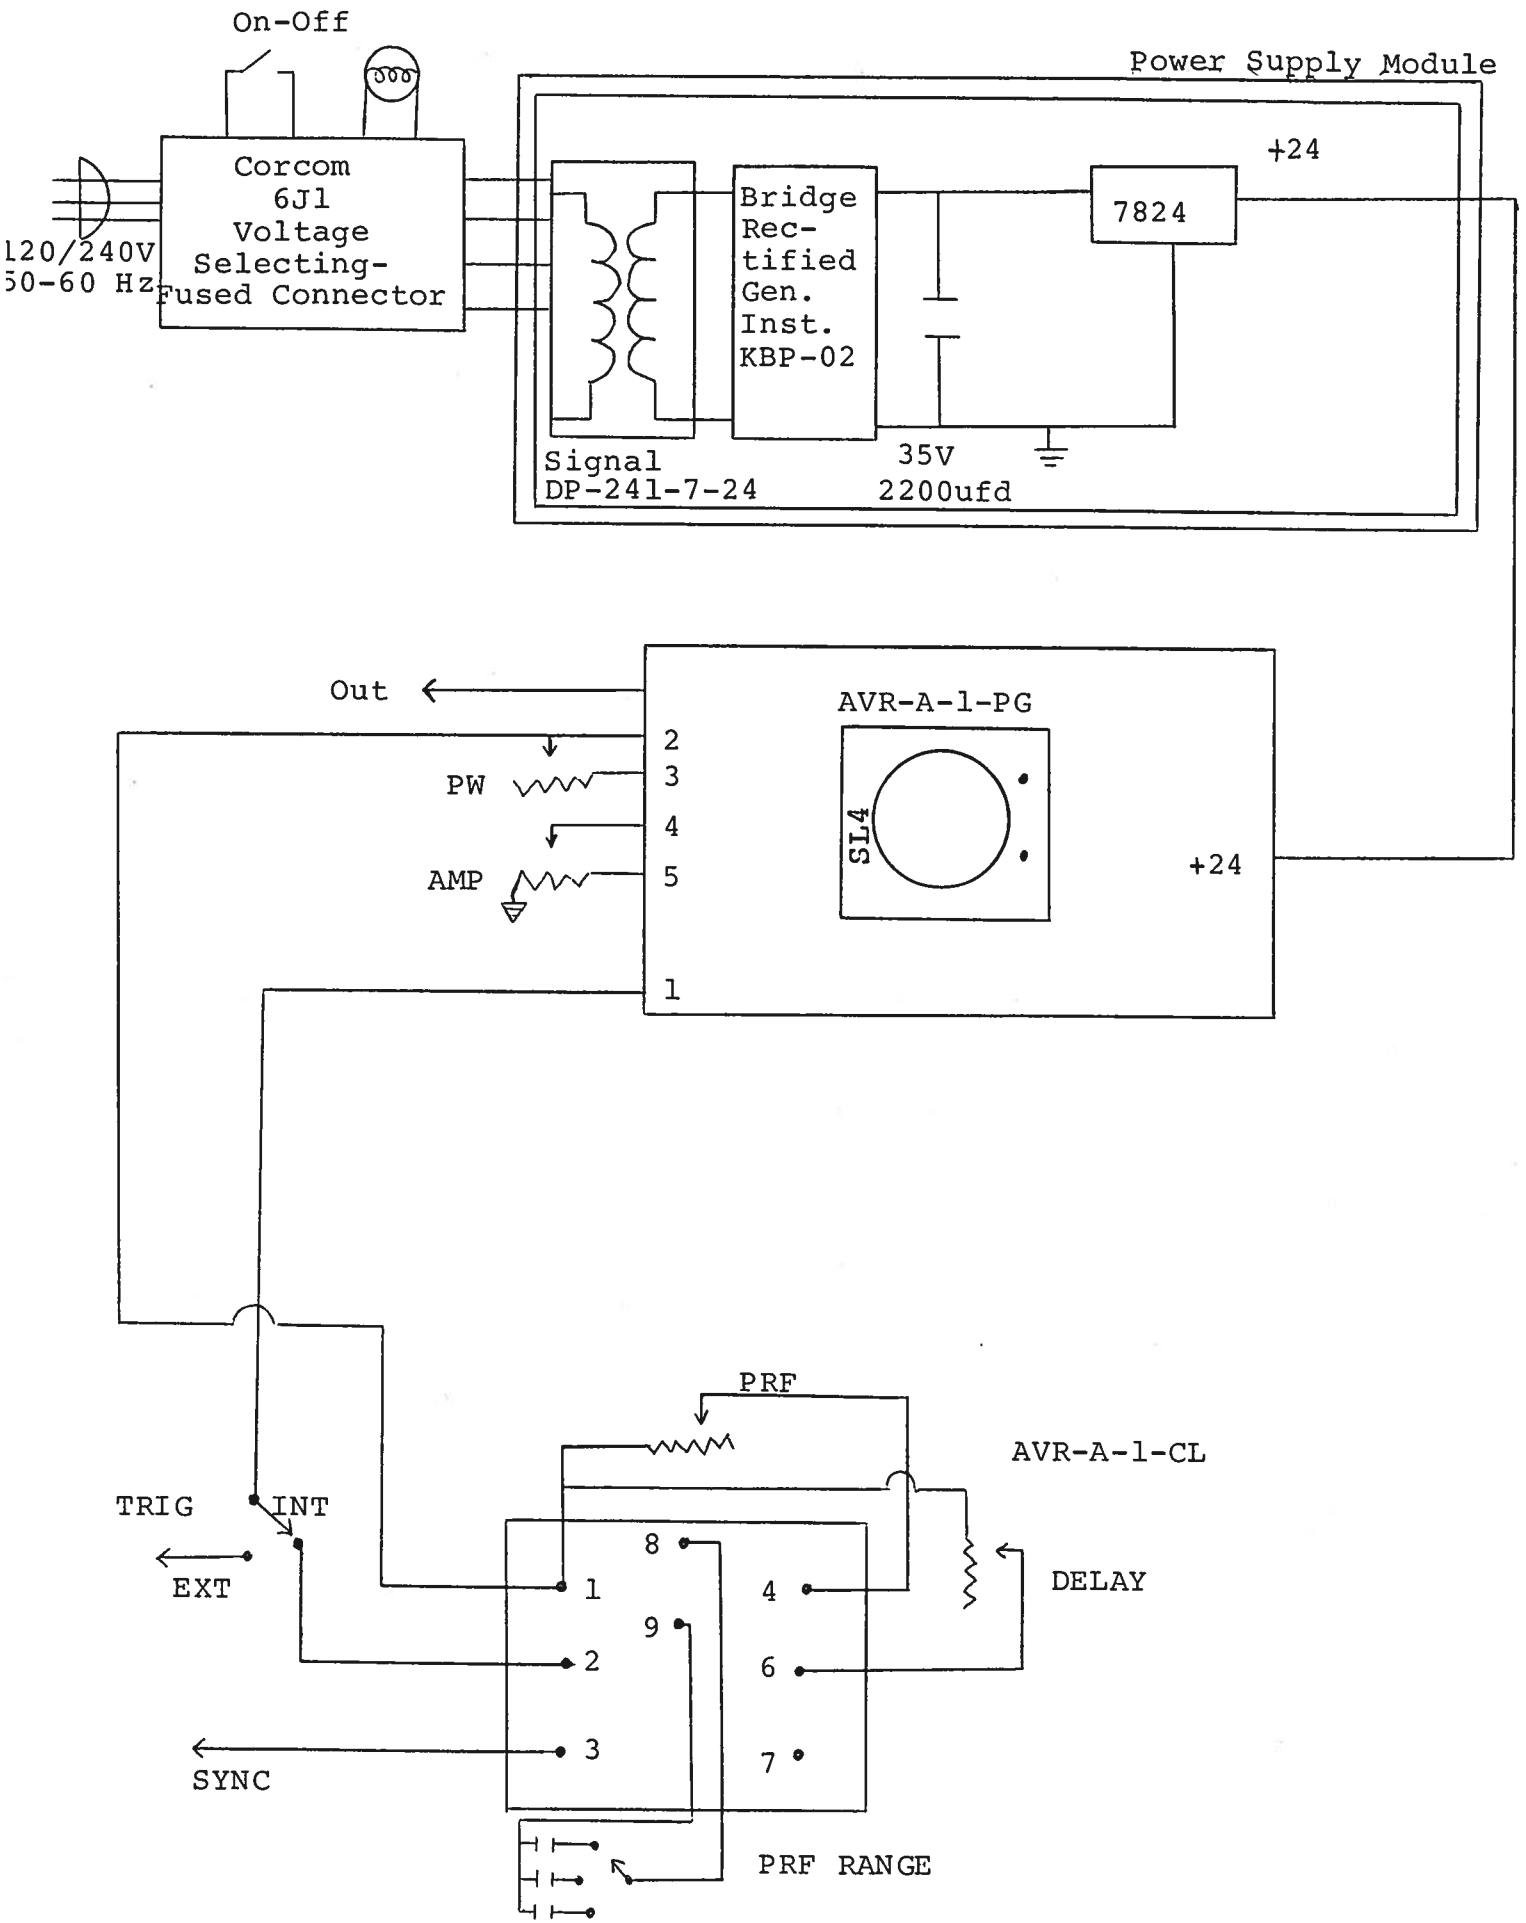 On-Off
Power Supply Module
+24
Corcom
6J1
Voltage
Selecting-
Fused Connector
120/240V
50-60 Hz
Bridge
Rec-
tified
Gen.
Inst.
KBP-02
7824
Signal
DP-241-7-24
35V
2200ufd
Out
AVR-A-1-PG
2
PW
3
4
AMP
5
SL4
+24
1
PRF
AVR-A-1-CL
TRIG
INT
EXT
8
1
4
DELAY
9
2
6
3
7
SYNC
PRF RANGE